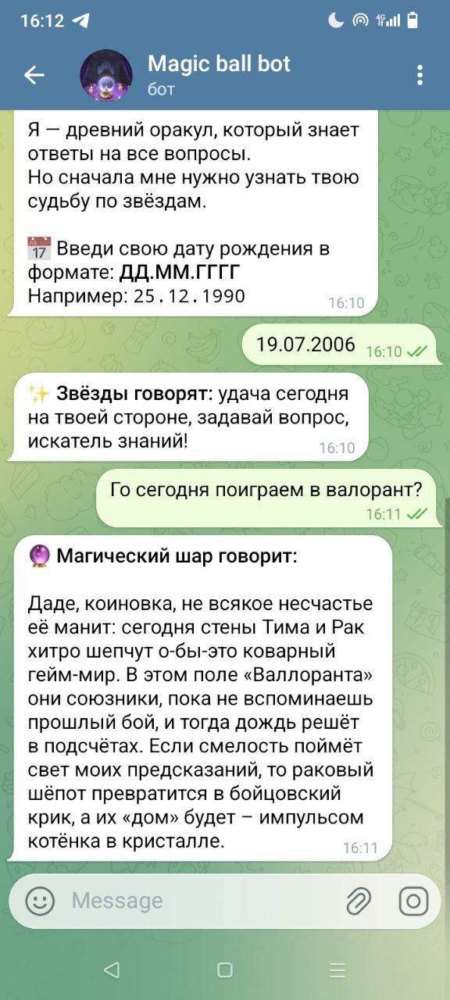 16:12
4G
Magic ball bot
бот
Я — древний оракул, который знает
ответы на все вопросы.
Но сначала мне нужно узнать твою
судьбу по звёздам.
JUL
17 Введи свою дату рождения в
формате: ДД.ММ.ГГГГ
Например: 25.12.1990
16:10
19.07.2006
16:10
✨ Звёзды говорят: удача сегодня
на твоей стороне, задавай вопрос,
искатель знаний!
16:10
Го сегодня поиграем в валорант?
16:11
🔮 Магический шар говорит:
Даде, коиновка, не всякое несчастье
её манит: сегодня стены Тима и Рак
хитро шепчут о-бы-это коварный
гейм-мир. В этом поле «Валлоранта»
они союзники, пока не вспоминаешь
прошлый бой, и тогда дождь решёт
в подсчётах. Если смелость поймёт
свет моих предсказаний, то раковый
шёпот превратится в бойцовский
крик, а их «дом» будет – импульсом
котёнка в кристалле.
16:11
Message